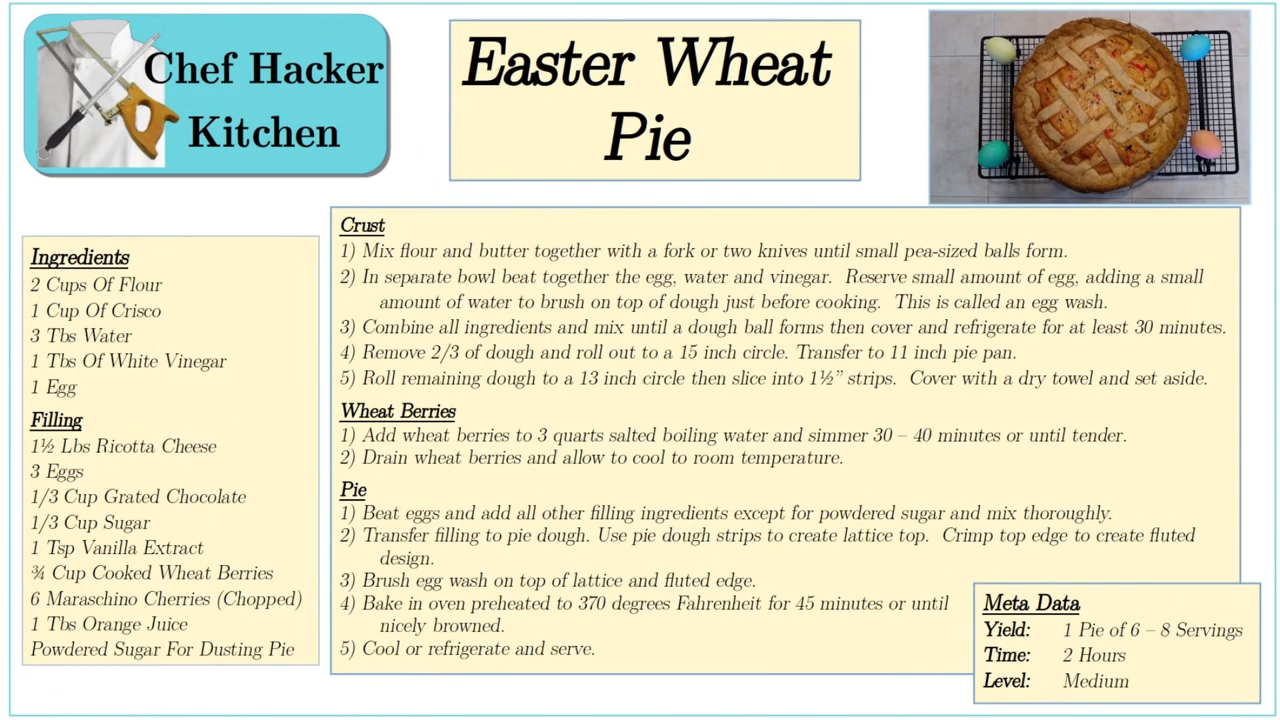 Chef Hacker
Kitchen
Easter Wheat
Pie
Ingredients
2 Cups Of Flour
1 Cup Of Crisco
3 Tbs Water
1 Tbs Of White Vinegar
1 Egg
Filling
1½ Lbs Ricotta Cheese
3 Eggs
1/3 Cup Grated Chocolate
1/3 Cup Sugar
1 Tsp Vanilla Extract
¾ Cup Cooked Wheat Berries
6 Maraschino Cherries (Chopped)
1 Tbs Orange Juice
Powdered Sugar For Dusting Pie
Crust
1) Mix flour and butter together with a fork or two knives until small pea-sized balls form.
2) In separate bowl beat together the egg, water and vinegar. Reserve small amount of egg, adding a small
amount of water to brush on top of dough just before cooking. This is called an egg wash.
3) Combine all ingredients and mix until a dough ball forms then cover and refrigerate for at least 30 minutes.
4) Remove 2/3 of dough and roll out to a 15 inch circle. Transfer to 11 inch pie pan.
5) Roll remaining dough to a 13 inch circle then slice into 1½" strips. Cover with a dry towel and set aside.
Wheat Berries
1) Add wheat berries to 3 quarts salted boiling water and simmer 30 – 40 minutes or until tender.
2) Drain wheat berries and allow to cool to room temperature.
Pie
1) Beat eggs and add all other filling ingredients except for powdered sugar and mix thoroughly.
2) Transfer filling to pie dough. Use pie dough strips to create lattice top. Crimp top edge to create fluted
design.
3) Brush egg wash on top of lattice and fluted edge.
4) Bake in oven preheated to 370 degrees Fahrenheit for 45 minutes or until
nicely browned.
5) Cool or refrigerate and serve.
Meta Data
Yield: 1 Pie of 6 – 8 Servings
Time: 2 Hours
Level: Medium